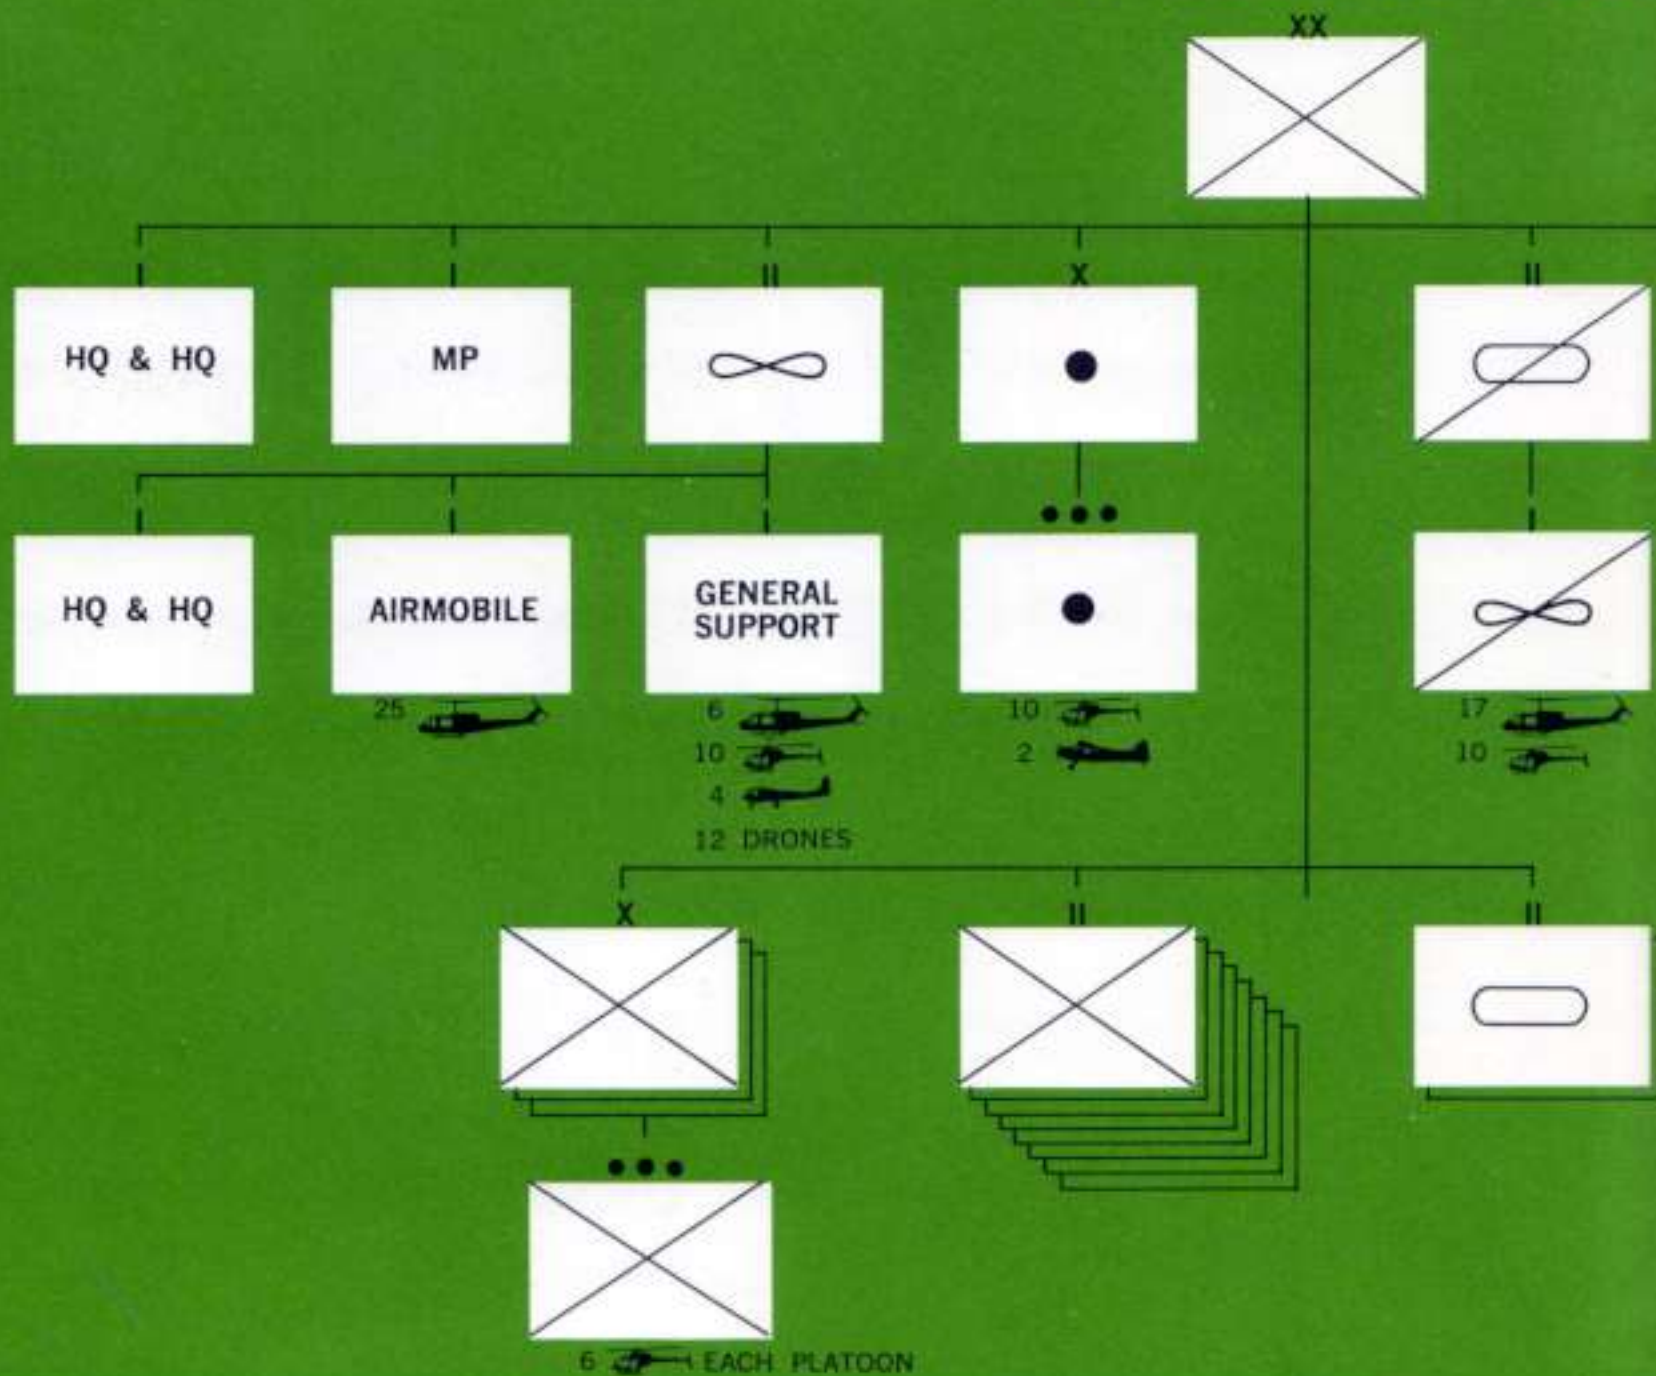 XX
I I II X II
HQ & HQ
MP
I I I I
HQ & HQ
AIRMOBILE
GENERAL
SUPPORT
25
6
10
17
10
2
10
4
12 DRONES
X II II
6 EACH PLATOON